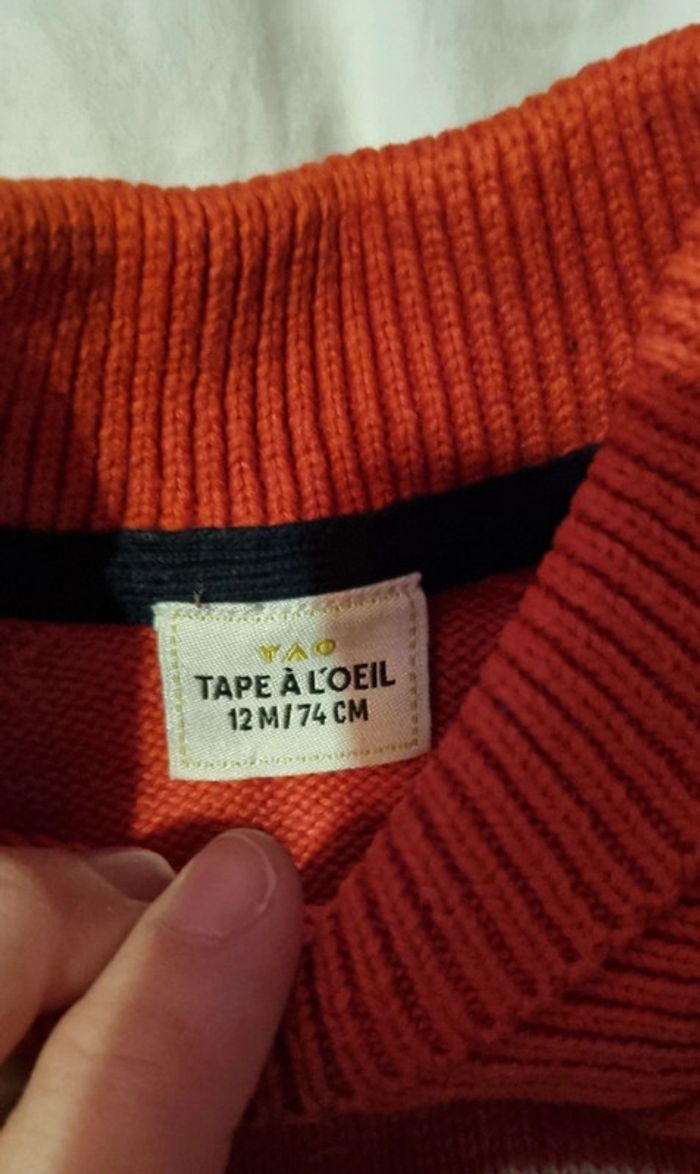 TAO
TAPE À L'OEIL
12 M / 74 CM